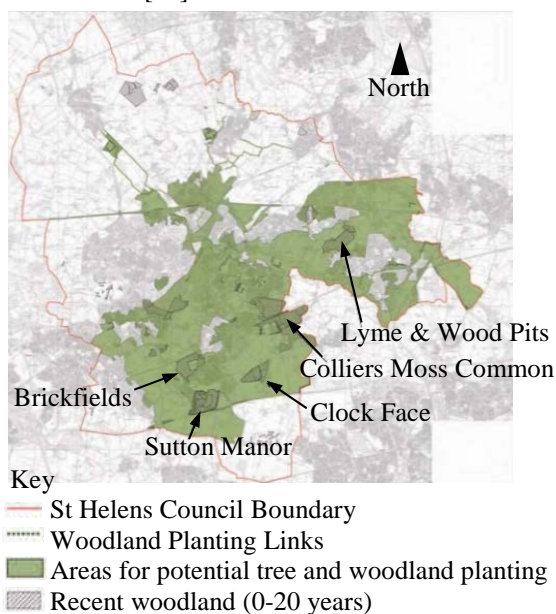 North
Lyme & Wood Pits
Colliers Moss Common
Brickfields
Clock Face
Sutton Manor
Key
St Helens Council Boundary
Woodland Planting Links
Areas for potential tree and woodland planting
Recent woodland (0-20 years)